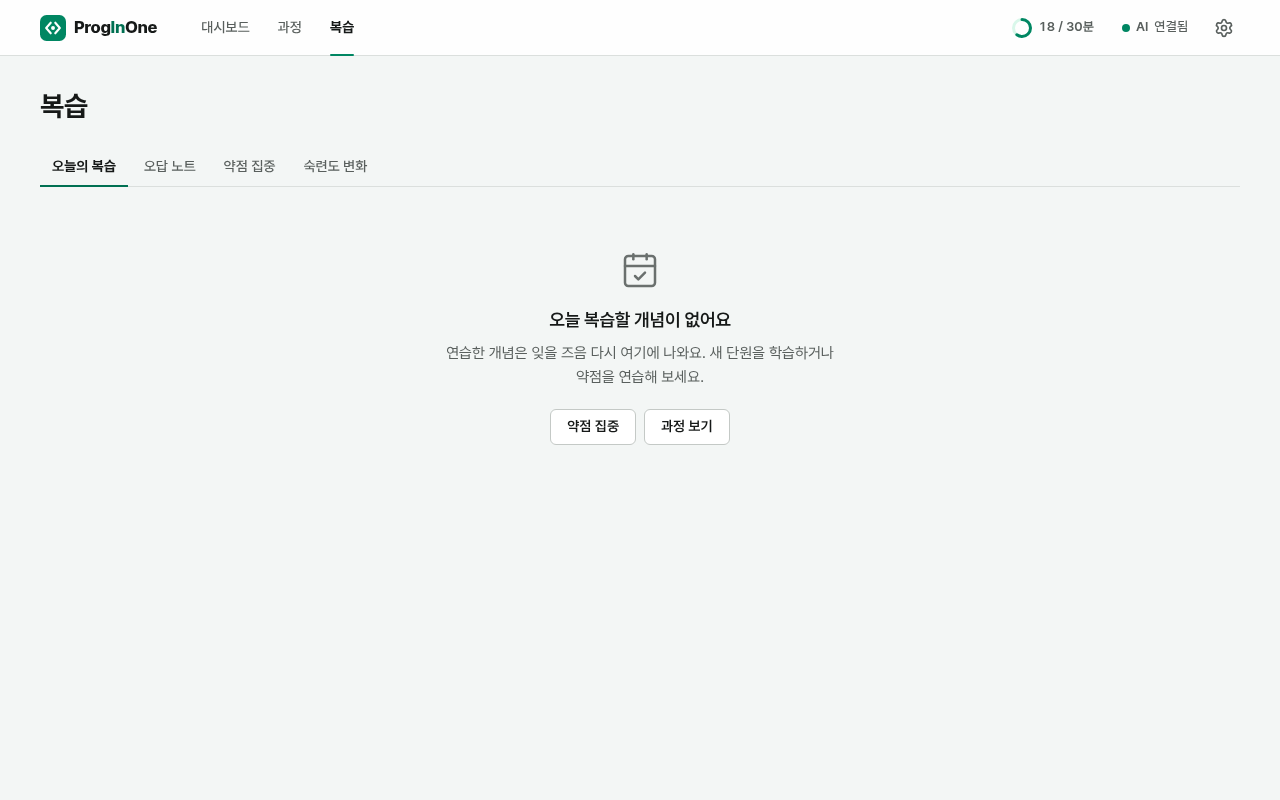 ProgInOne
대시보드
과정
복습
18 / 30분
AI 연결됨
복습
오늘의 복습
오답 노트
약점 집중
숙련도 변화
오늘 복습할 개념이 없어요
연습한 개념은 잊을 즈음 다시 여기에 나와요. 새 단원을 학습하거나
약점을 연습해 보세요.
약점 집중
과정 보기